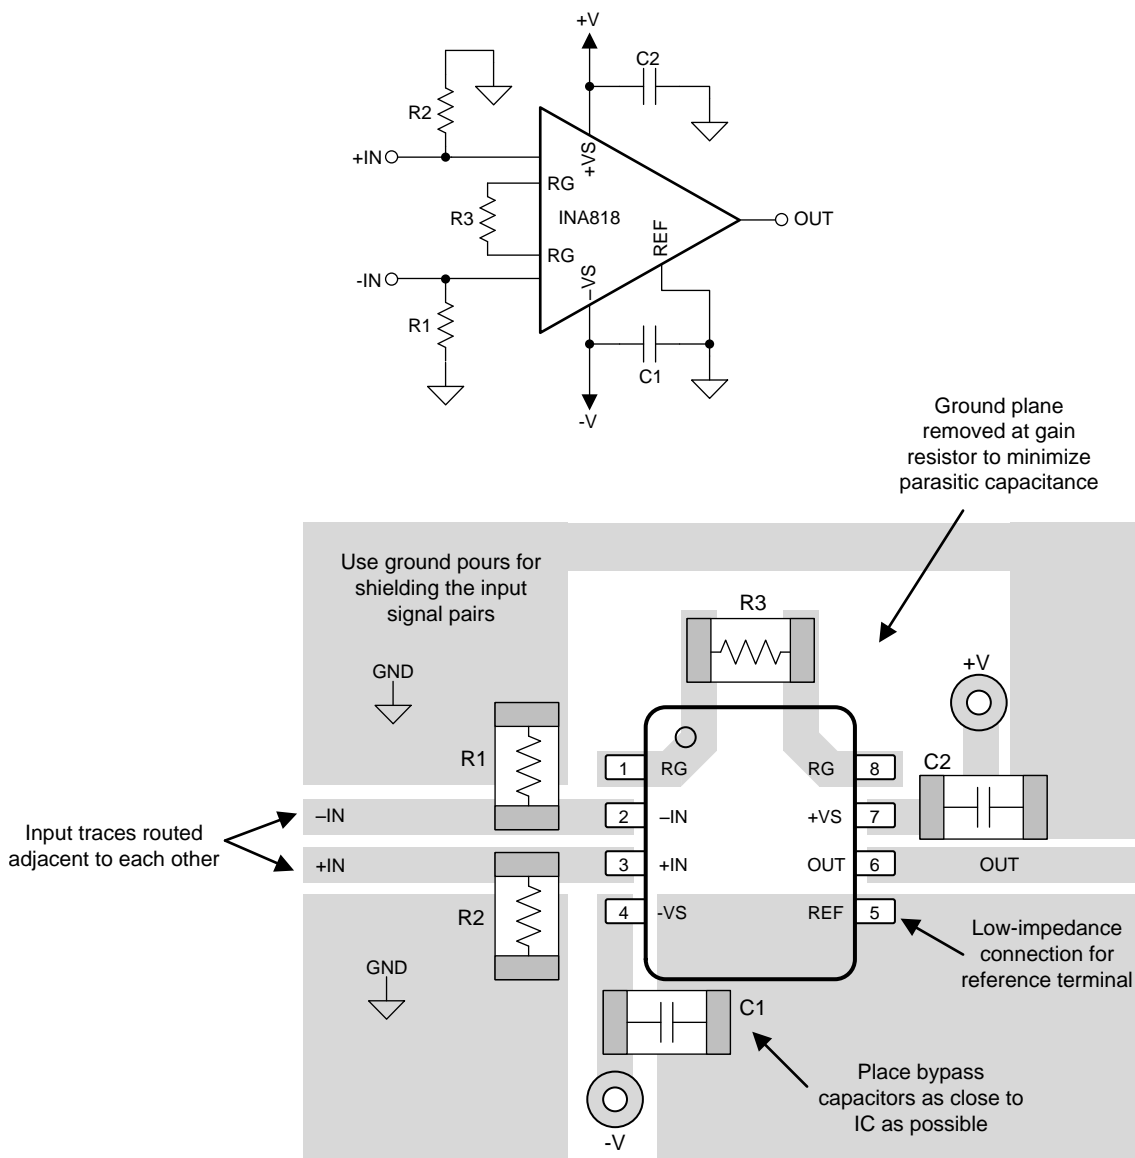 +V
C2
R2
+IN
+VS
RG
R3
INA818
OUT
REF
RG
-IN
–VS
R1
C1
-V
Ground plane
removed at gain
resistor to minimize
parasitic capacitance
Use ground pours for
shielding the input
signal pairs
R3
GND
+V
R1
C2
1
RG
RG
8
Input traces routed
adjacent to each other
–IN
2
–IN
+VS
7
+IN
3
+IN
OUT
6
OUT
R2
4
-VS
REF
5
Low-impedance
connection for
reference terminal
GND
C1
Place bypass
capacitors as close to
IC as possible
-V